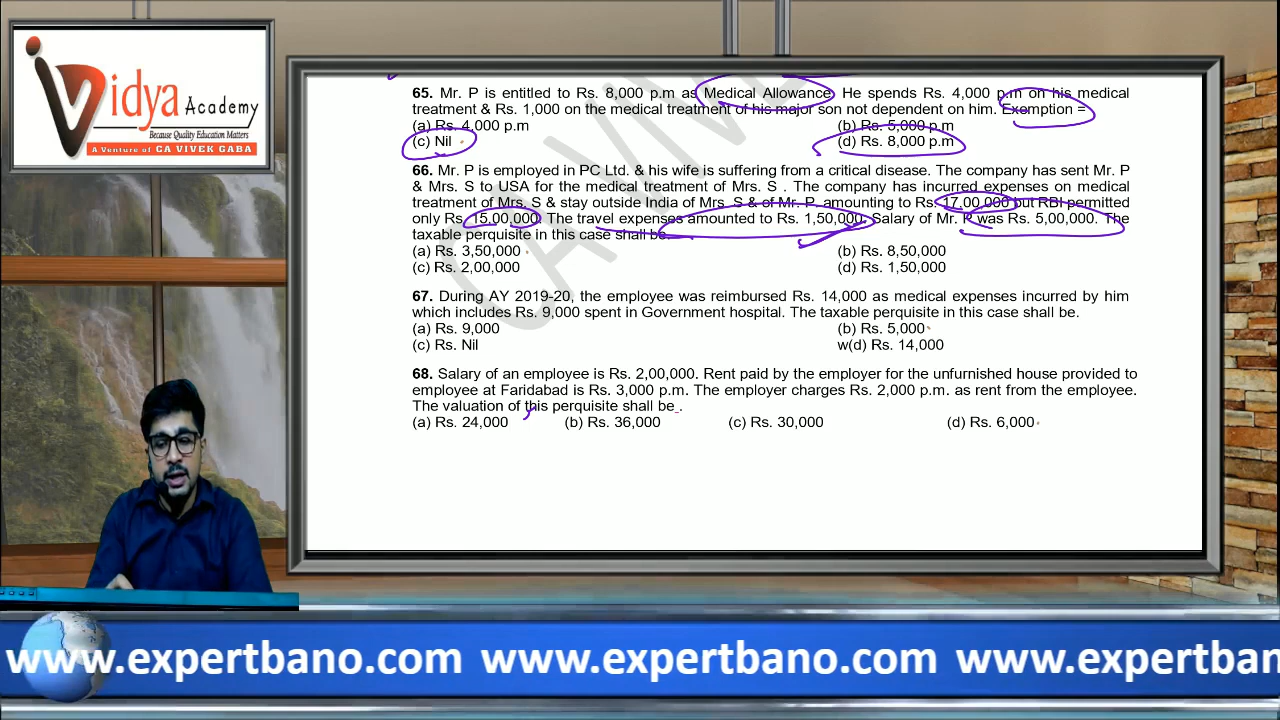 Vidya
Academy
Because Quality Education Matters
A Venture of CA VIVEK GABA
65. Mr. P is entitled to Rs. 8,000 p.m as Medical Allowance. He spends Rs. 4,000 p.m on his medical
treatment & Rs. 1,000 on the medical treatment of his major son not dependent on him. Exemption =
(a) Rs. 4,000 p.m (b) Rs. 5,000 p.m
(c) Nil (d) Rs. 8,000 p.m
66. Mr. P is employed in PC Ltd. & his wife is suffering from a critical disease. The company has sent Mr. P
& Mrs. S to USA for the medical treatment of Mrs. S . The company has incurred expenses on medical
treatment of Mrs. S & stay outside India of Mrs. S & of Mr. P, amounting to Rs. 17,00,000 but RBI permitted
only Rs. 15,00,000. The travel expenses amounted to Rs. 1,50,000. Salary of Mr. P was Rs. 5,00,000. The
taxable perquisite in this case shall be.
(a) Rs. 3,50,000 (b) Rs. 8,50,000
(c) Rs. 2,00,000 (d) Rs. 1,50,000
67. During AY 2019-20, the employee was reimbursed Rs. 14,000 as medical expenses incurred by him
which includes Rs. 9,000 spent in Government hospital. The taxable perquisite in this case shall be.
(a) Rs. 9,000 (b) Rs. 5,000
(c) Rs. Nil w(d) Rs. 14,000
68. Salary of an employee is Rs. 2,00,000. Rent paid by the employer for the unfurnished house provided to
employee at Faridabad is Rs. 3,000 p.m. The employer charges Rs. 2,000 p.m. as rent from the employee.
The valuation of this perquisite shall be_.
(a) Rs. 24,000 (b) Rs. 36,000 (c) Rs. 30,000 (d) Rs. 6,000
www.expertbano.com www.expertbano.com www.expertban